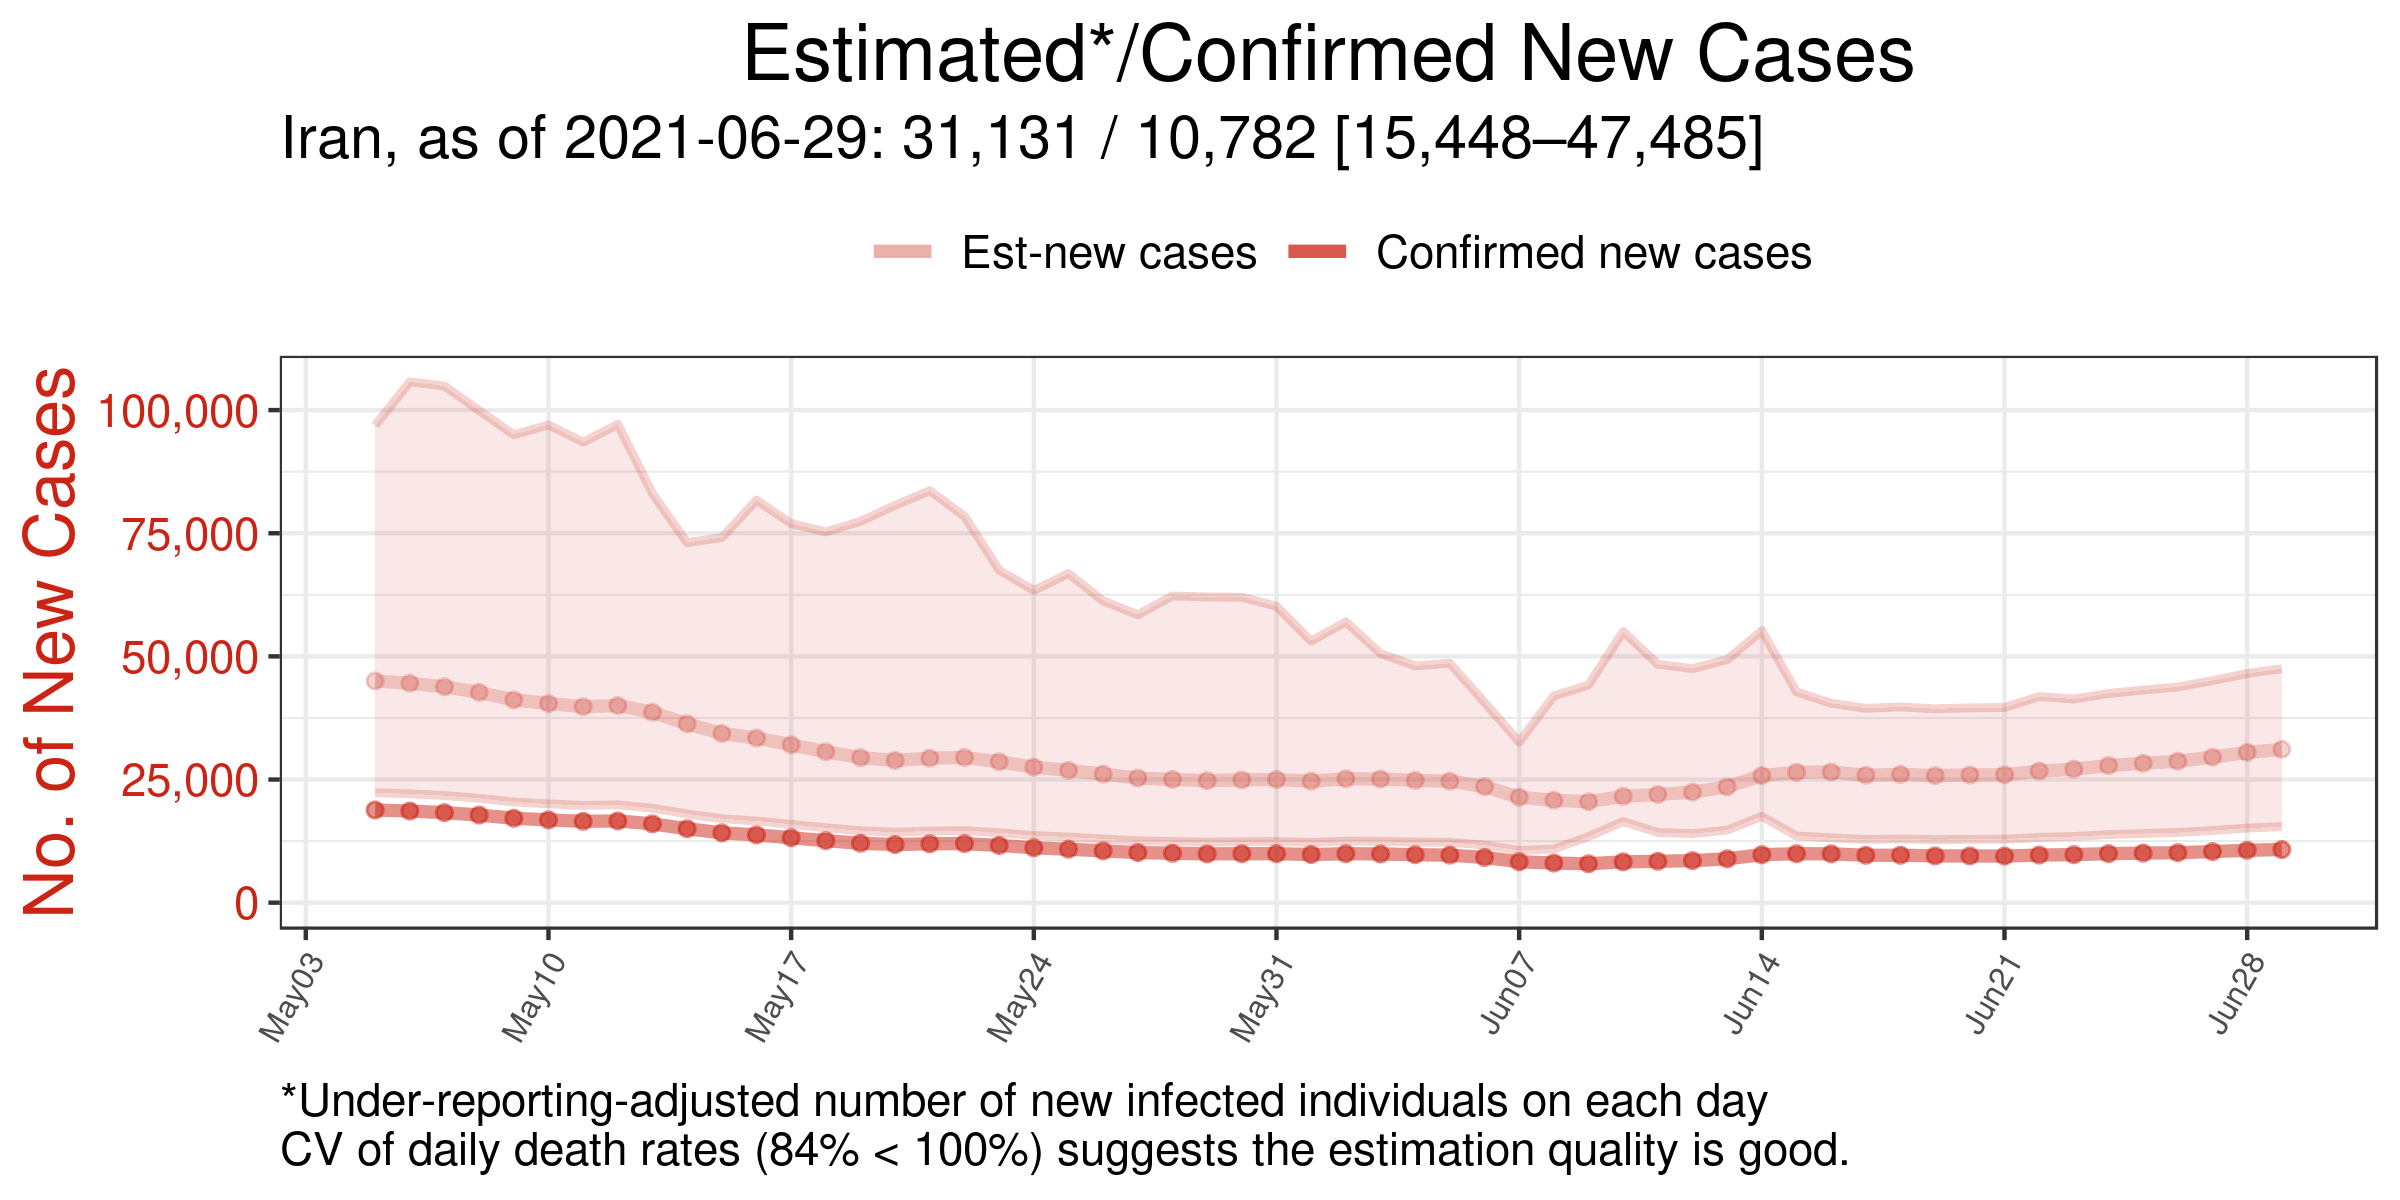 Estimated*/Confirmed New Cases
Iran, as of 2021-06-29: 31,131 / 10,782 [15,448–47,485]
Est-new cases Confirmed new cases
No. of New Cases
100,000
75,000
50,000
25,000
0
May03 May10 May17 May24 May31 Jun07 Jun14 Jun21 Jun28
*Under-reporting-adjusted number of new infected individuals on each day
CV of daily death rates (84% < 100%) suggests the estimation quality is good.